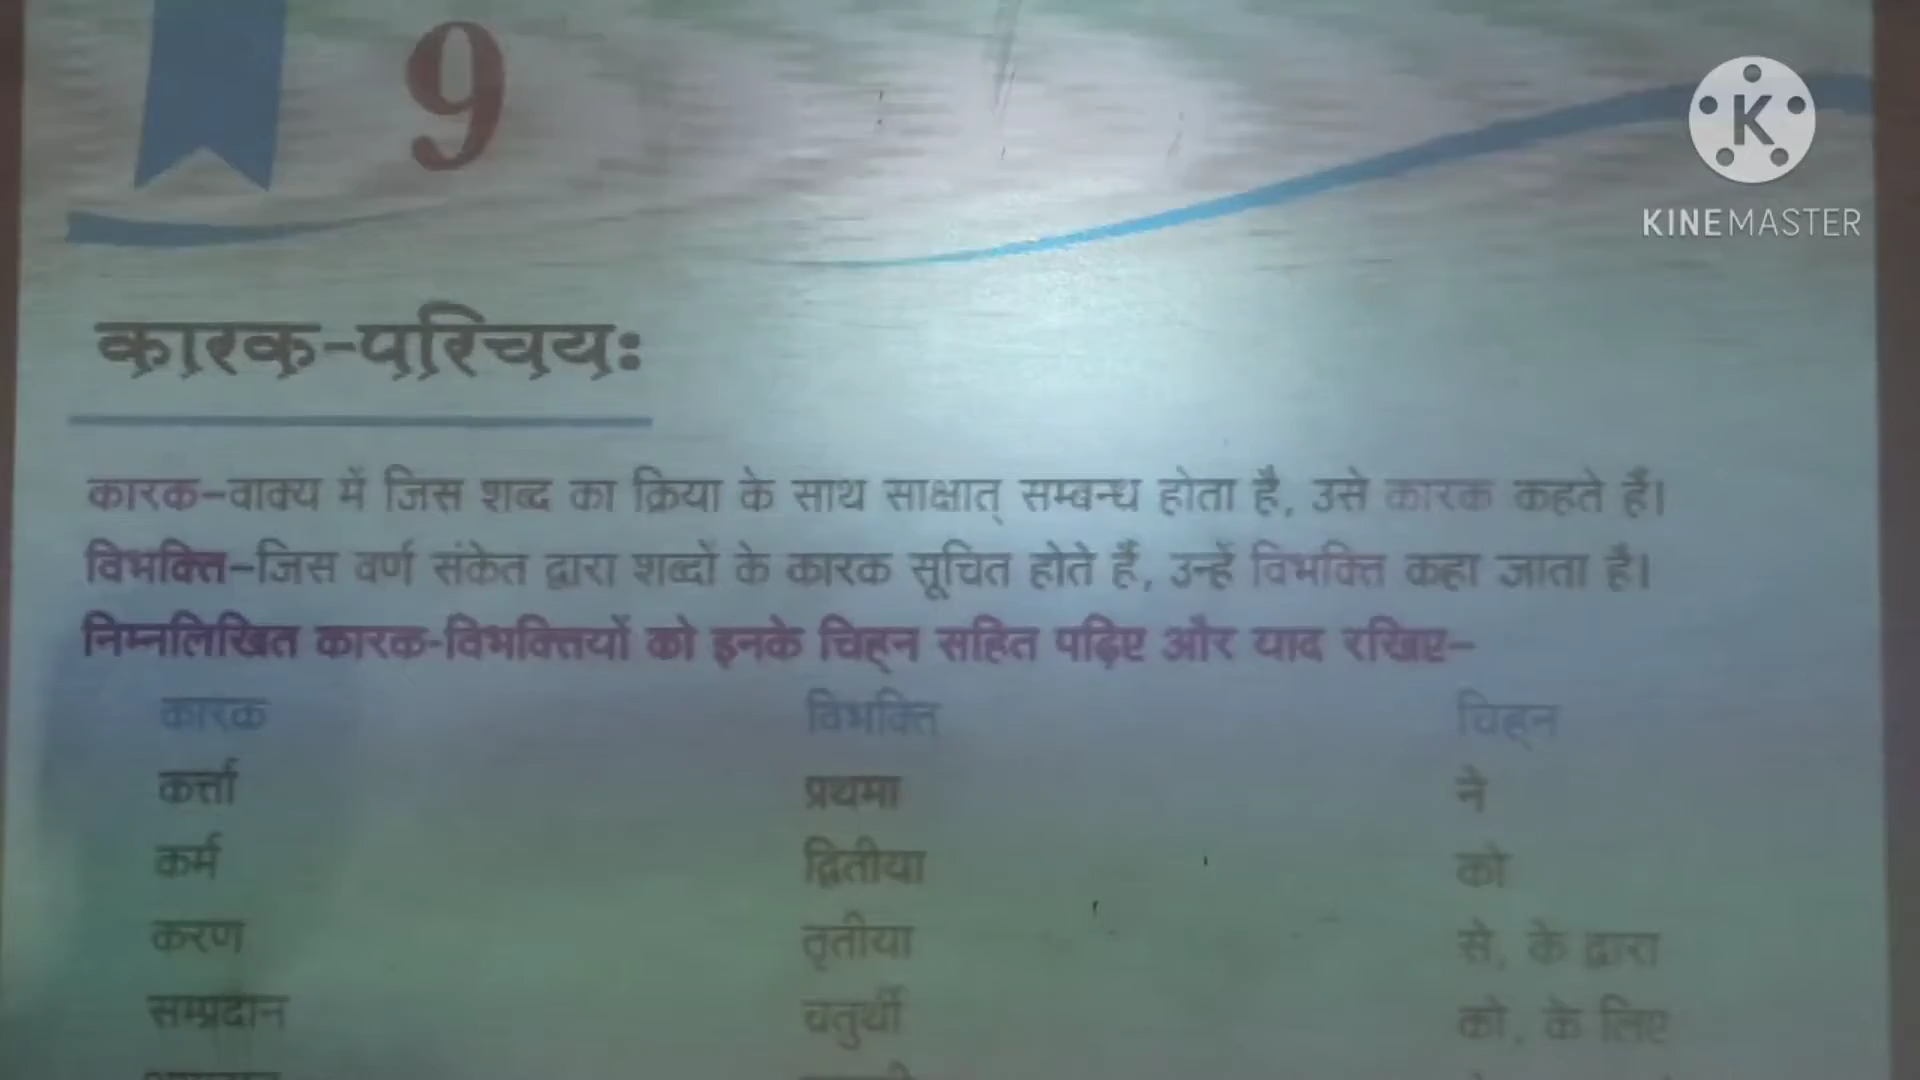 9
KINEMASTER
कारक-परिचयः
कारक–वाक्य में जिस शब्द का क्रिया के साथ साक्षात् सम्बन्ध होता है, उसे कारक कहते हैं।
विभक्ति–जिस वर्ण संकेत द्वारा शब्दों के कारक सूचित होते हैं, उन्हें विभक्ति कहा जाता है।
निम्नलिखित कारक-विभक्तियों को इनके चिह्न सहित पढ़िए और याद रखिए–
कारक विभक्ति चिह्न
कर्त्ता प्रथमा ने
कर्म द्वितीया को
करण तृतीया से, के द्वारा
सम्प्रदान चतुर्थी को, के लिए